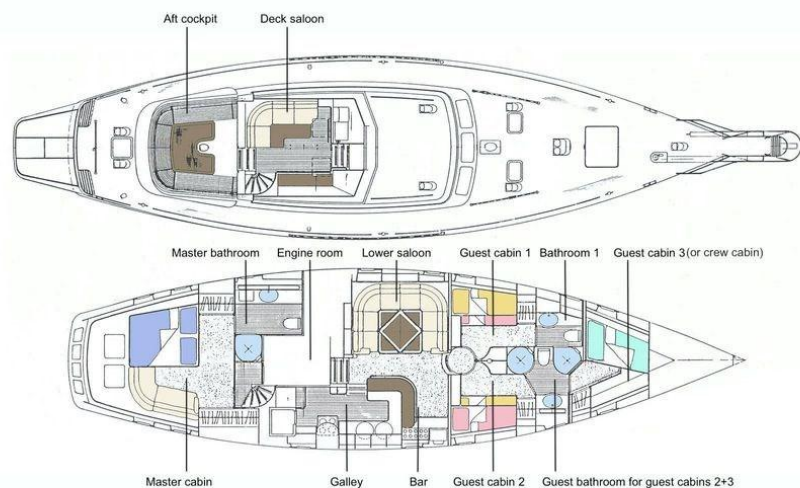 Aft cockpit
Deck saloon
Master bathroom
Engine room
Lower saloon
Guest cabin 1
Bathroom 1
Guest cabin 3(or crew cabin)
Master cabin
Galley
Bar
Guest cabin 2
Guest bathroom for guest cabins 2+3